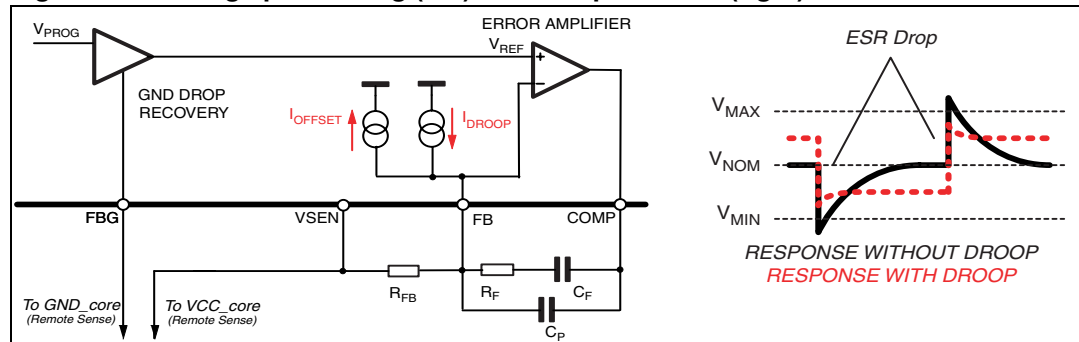 VPROG
ERROR AMPLIFIER
VREF
+
−
GND DROP
RECOVERY
IOFFSET
IDROOP
FBG
VSEN
FB
COMP
RFB
RF
CF
CP
To GND_core
(Remote Sense)
To VCC_core
(Remote Sense)
ESR Drop
VMAX
VNOM
VMIN
RESPONSE WITHOUT DROOP
RESPONSE WITH DROOP